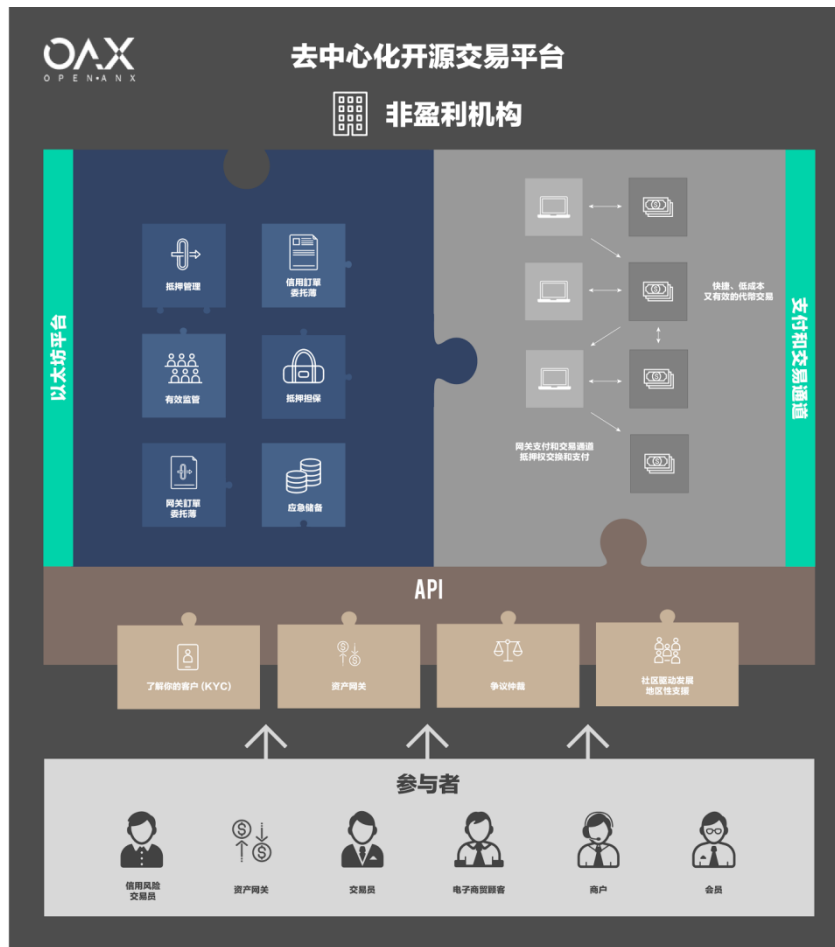 OAX
OPEN•ANX
去中心化开源交易平台
非盈利机构
以太坊平台
抵押管理
信用訂單
委托薄
有效监管
抵押担保
网关訂單
委托薄
应急储备
快捷、低成本
又有效的代帮交易
网关支付和交易通道
抵押权交换和支付
支付和交易通道
API
了解你的客户(KYC)
资产网关
争议仲裁
社区驱动发展
地区性支援
参与者
信用风险
交易员
资产网关
交易员
电子商贸顾客
商户
会员